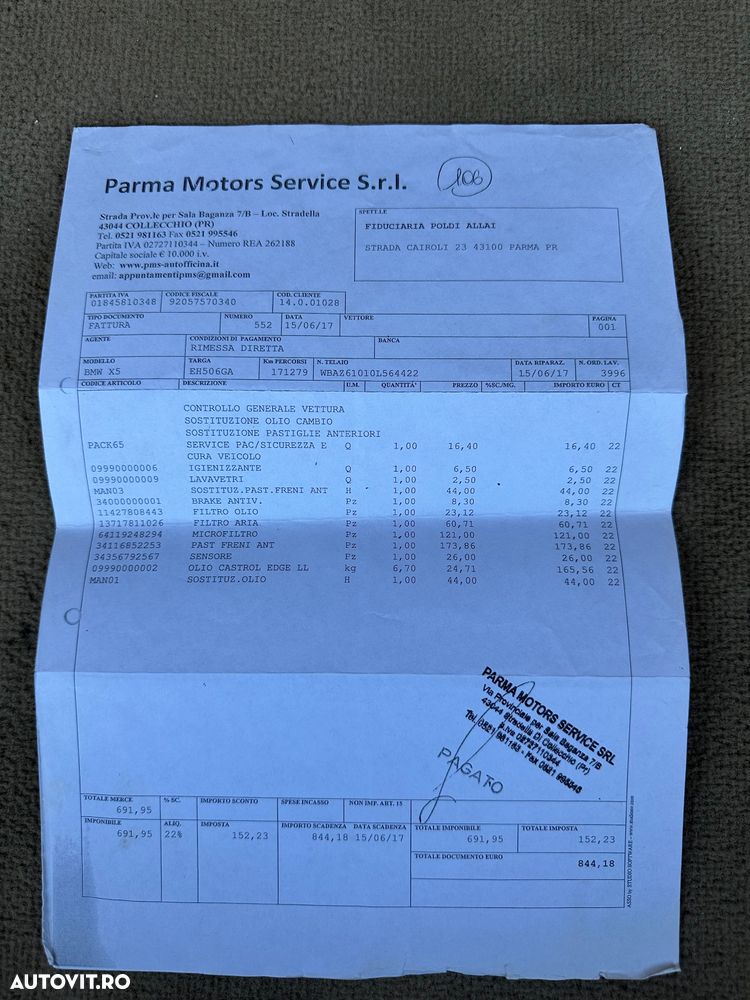 Parma Motors Service S.r.l.
106
Strada Prov.le per Sala Baganza 7/B – Loc. Stradella
43044 COLLECCHIO (PR)
Tel. 0521 981163 Fax 0521 995546
Partita IVA 02727110344 – Numero REA 262188
Capitale sociale € 10.000 i.v.
Web: www.pms-autofficina.it
email: appuntamentipms@gmail.com
SPETT.LE
FIDUCIARIA POLDI ALLAI
STRADA CAIROLI 23 43100 PARMA PR
PARTITA IVA CODICE FISCALE COD. CLIENTE
01845810348 92057570340 14.0.01028
TIPO DOCUMENTO NUMERO DATA VETTORE PAGINA
FATTURA 552 15/06/17 001
AGENTE CONDIZIONI DI PAGAMENTO BANCA
RIMESSA DIRETTA
MODELLO TARGA Km PERCORSI N. TELAIO DATA RIPARAZ. N. ORD. LAV.
BMW X5 EH506GA 171279 WBAZ61010L564422 15/06/17 3996
CODICE ARTICOLO DESCRIZIONE U.M. QUANTITA' PREZZO %SC/MG. IMPORTO EURO CT
CONTROLLO GENERALE VETTURA
SOSTITUZIONE OLIO CAMBIO
SOSTITUZIONE PASTIGLIE ANTERIORI
PACK65 SERVICE PAC/SICUREZZA E Q 1,00 16,40 16,40 22
CURA VEICOLO
09990000006 IGIENIZZANTE Q 1,00 6,50 6,50 22
09990000009 LAVAVETRI Q 1,00 2,50 2,50 22
MAN03 SOSTITUZ.PAST.FRENI ANT H 1,00 44,00 44,00 22
34000000001 BRAKE ANTIV. Pz 1,00 8,30 8,30 22
11427808443 FILTRO OLIO Pz 1,00 23,12 23,12 22
13717811026 FILTRO ARIA Pz 1,00 60,71 60,71 22
64119248294 MICROFILTRO Pz 1,00 121,00 121,00 22
34116852253 PAST FRENI ANT Pz 1,00 173,86 173,86 22
34356792567 SENSORE Pz 1,00 26,00 26,00 22
09990000002 OLIO CASTROL EDGE LL kg 6,70 24,71 165,56 22
MAN01 SOSTITUZ.OLIO H 1,00 44,00 44,00 22
PARMA MOTORS SERVICE SRL
Via Provinciale per Sala Baganza 7/B
43044 Stradella Di Collecchio (Pr)
P.Iva 02727110344
Tel. 0521 981163 - Fax 0521 995546
PAGATO
TOTALE MERCE % SC. IMPORTO SCONTO SPESE INCASSO NON IMP. ART. 15
691,95
IMPONIBILE ALIQ. IMPOSTA IMPORTO SCADENZA DATA SCADENZA TOTALE IMPONIBILE TOTALE IMPOSTA
691,95 22% 152,23 844,18 15/06/17 691,95 152,23
TOTALE DOCUMENTO EURO
844,18
AUTOVIT.RO